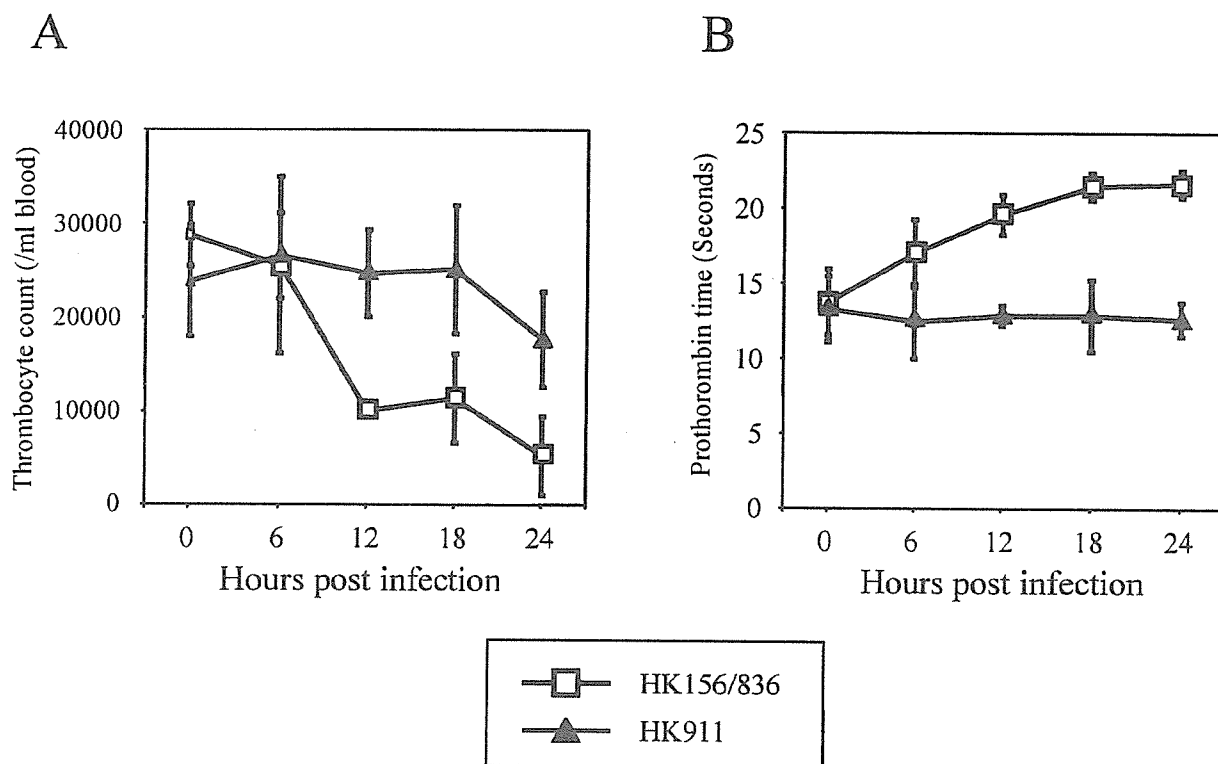 A
B
Thrombocyte count (/ml blood)
40000
30000
20000
10000
0
0 6 12 18 24
Hours post infection
Prothorombin time (Seconds)
25
20
15
10
5
0
0 6 12 18 24
Hours post infection
HK156/836
HK911